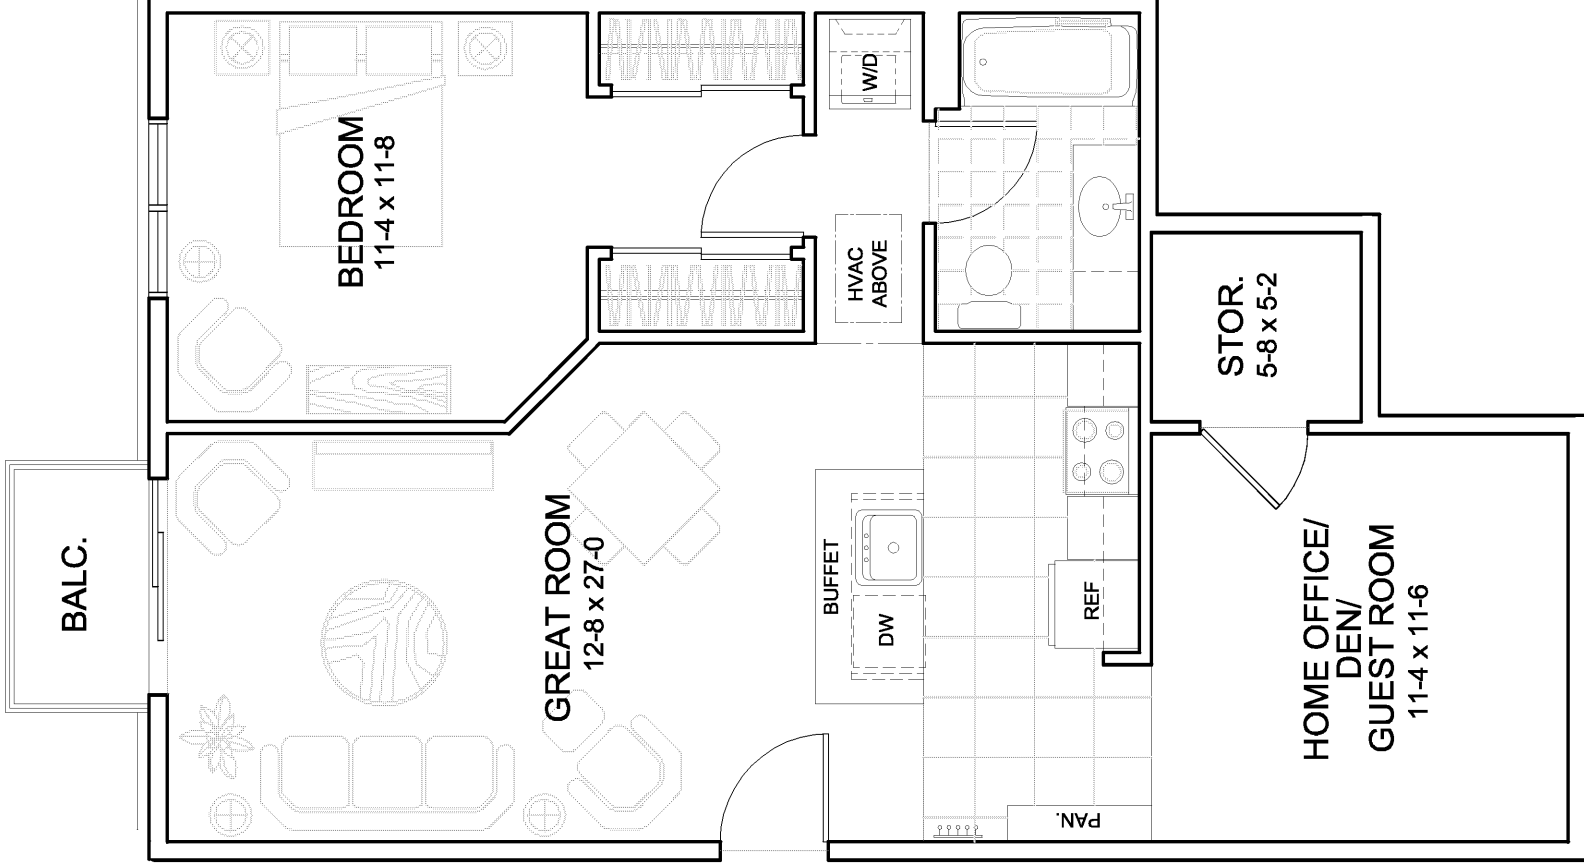 BEDROOM
11-4 x 11-8
W/D
HVAC
ABOVE
STOR.
5-8 x 5-2
BALC.
GREAT ROOM
12-8 x 27-0
BUFFET
DW
REF
HOME OFFICE/
DEN/
GUEST ROOM
11-4 x 11-6
PAN.